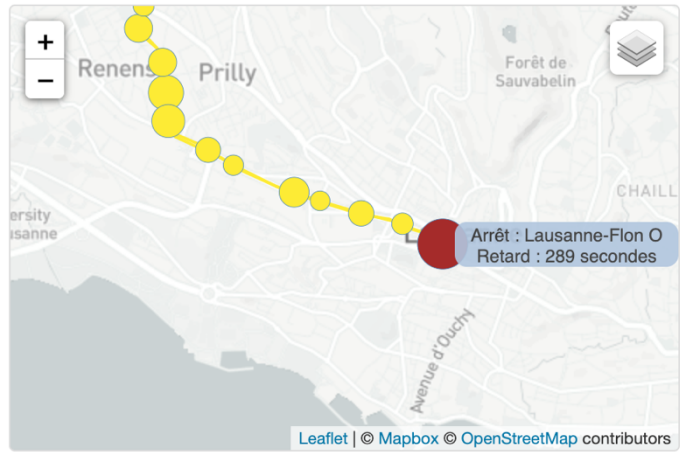 +
−
Renens
Prilly
Forêt de
Sauvabelin
CHAILL
ersity
usanne
Arrêt : Lausanne-Flon O
Retard : 289 secondes
Avenue d'Ouchy
Leaflet | © Mapbox © OpenStreetMap contributors